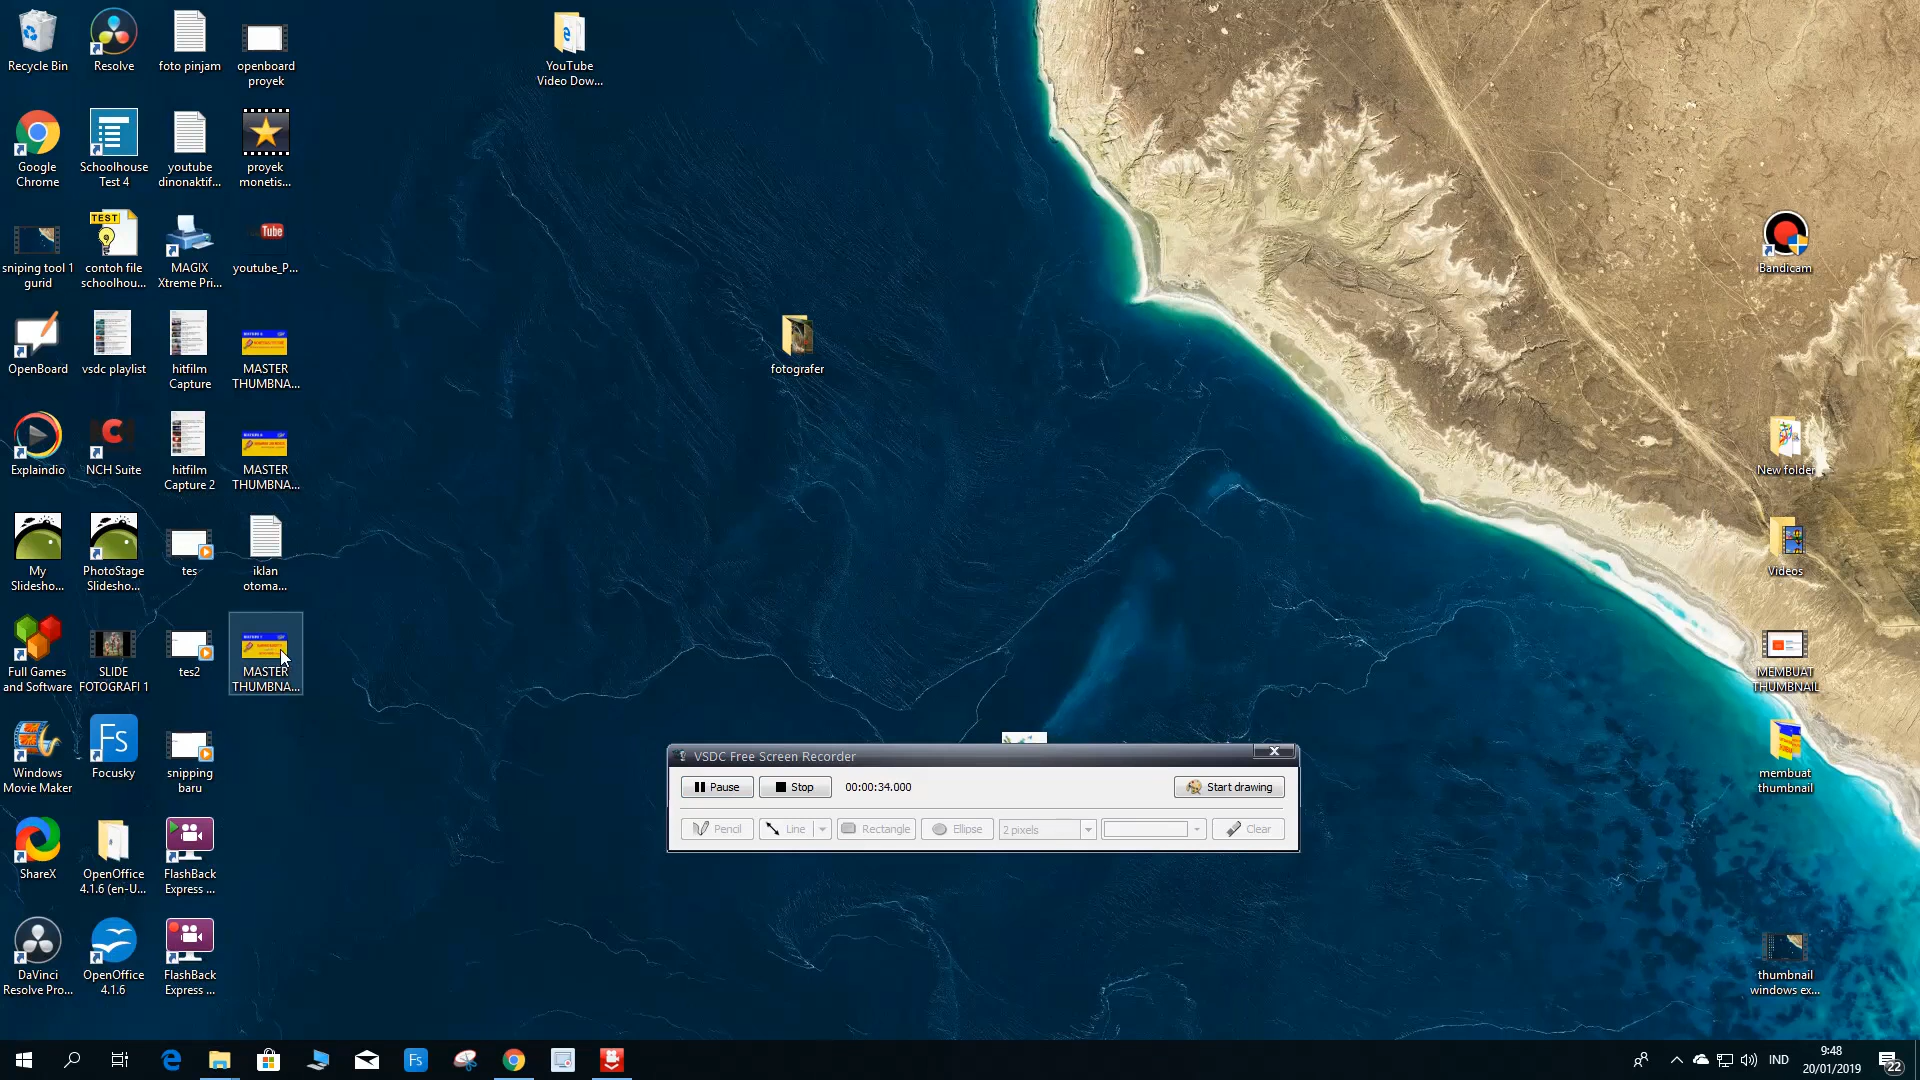 Recycle Bin
Resolve
foto pinjam
openboard
proyek
YouTube
Video Dow...
Google
Chrome
Schoolhouse
Test 4
youtube
dinonaktif...
proyek
monetis...
TEST
Tube
sniping tool 1
gurid
contoh file
schoolhou...
MAGIX
Xtreme Pri...
youtube_P...
Bandicam
OpenBoard
vsdc playlist
hitfilm
Capture
MASTER
THUMBNA...
fotografer
Explaindio
NCH Suite
hitfilm
Capture 2
MASTER
THUMBNA...
New folder
My
Slidesho...
PhotoStage
Slidesho...
tes
iklan
otoma...
Videos
Full Games
and Software
SLIDE
FOTOGRAFI 1
tes2
MASTER
THUMBNA...
MEMBUAT
THUMBNAIL
Fs
Windows
Movie Maker
Focusky
snipping
baru
membuat
thumbnail
VSDC Free Screen Recorder
Pause
Stop
00:00:34.000
Start drawing
Pencil
Line
Rectangle
Ellipse
2 pixels
Clear
ShareX
OpenOffice
4.1.6 (en-U...
FlashBack
Express ...
DaVinci
Resolve Pro...
OpenOffice
4.1.6
FlashBack
Express ...
thumbnail
windows ex...
Fs
IND
9:48
20/01/2019
22